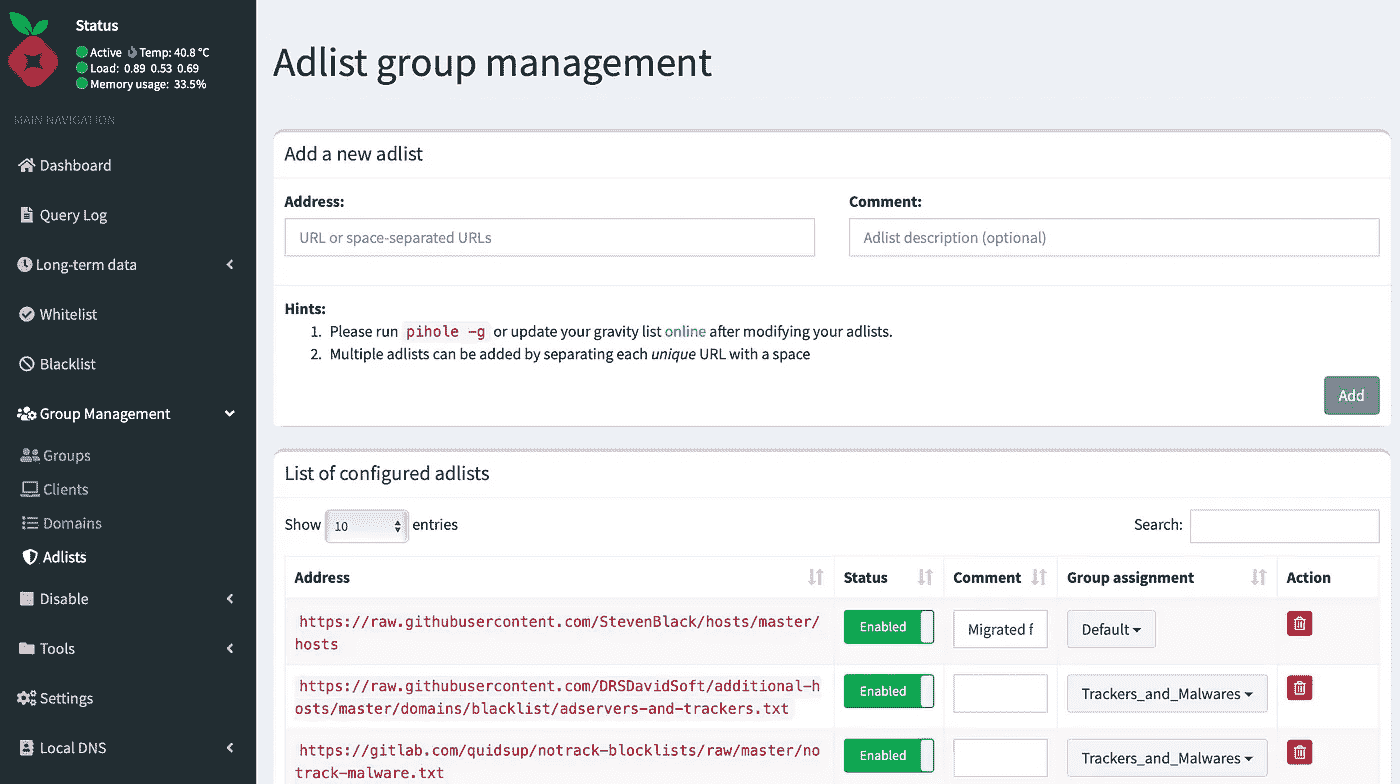 Status
Active Temp: 40.8 °C
Load: 0.89 0.53 0.69
Memory usage: 33.5%
MAIN NAVIGATION
Dashboard
Query Log
Long-term data
Whitelist
Blacklist
Group Management
Groups
Clients
Domains
Adlists
Disable
Tools
Settings
Local DNS
Adlist group management
Add a new adlist
Address:
Comment:
URL or space-separated URLs
Adlist description (optional)
Hints:
1. Please run pihole -g or update your gravity list online after modifying your adlists.
2. Multiple adlists can be added by separating each unique URL with a space
Add
List of configured adlists
Show 10 entries
Search:
Address Status Comment Group assignment Action
https://raw.githubusercontent.com/StevenBlack/hosts/master/
hosts
Enabled Migrated f Default
https://raw.githubusercontent.com/DRSDavidSoft/additional-h
osts/master/domains/blacklist/adservers-and-trackers.txt
Enabled Trackers_and_Malwares
https://gitlab.com/quidsup/notrack-blocklists/raw/master/no
track-malware.txt
Enabled Trackers_and_Malwares